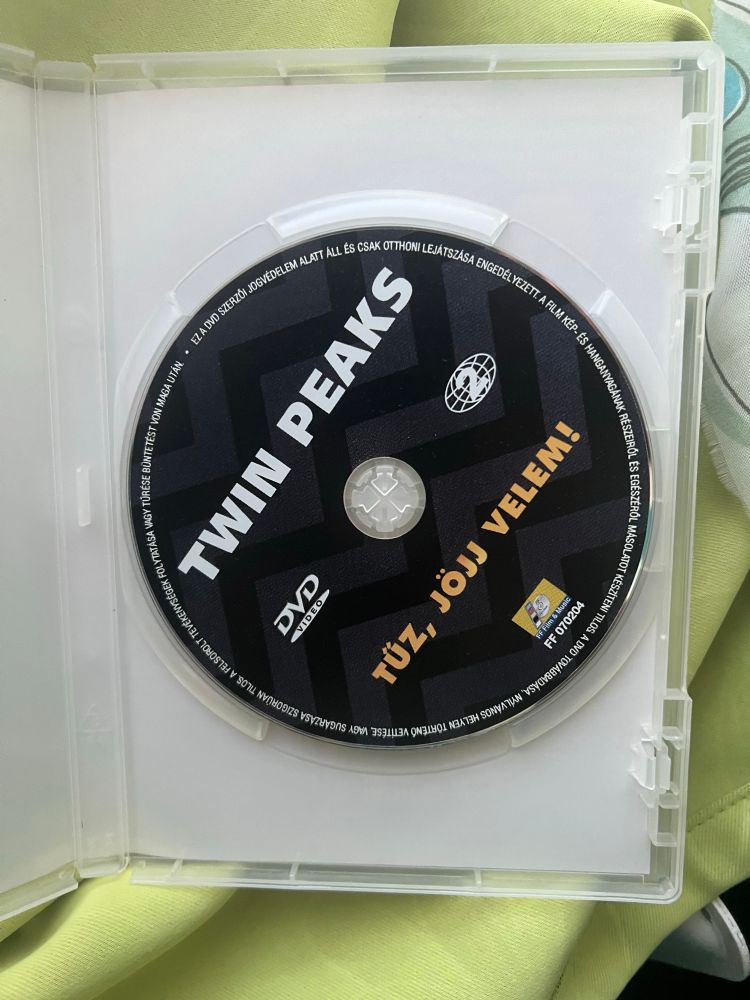 EZ A DVD SZERZŐI JOGVÉDELEM ALATT ÁLL ÉS CSAK OTTHONI LEJÁTSZÁSA ENGEDÉLYEZETT. A FILM KÉP- ÉS HANGANYAGÁNAK RÉSZEIRŐL ÉS EGÉSZÉRŐL MÁSOLATOT KÉSZÍTENI TILOS. A DVD TOVÁBBADÁSA, NYILVÁNOS HELYEN TÖRTÉNŐ VETÍTÉSE, VAGY SUGÁRZÁSA SZIGORÚAN TILOS. A FELSOROLT TEVÉKENYSÉGEK FOLYTATÁSA VAGY TŰRÉSE BÜNTETÉST VON MAGA UTÁN. •
TWIN PEAKS
2
TŰZ, JÖJJ VELEM!
DVD
VIDEO
FF Film & Music
FF 070204